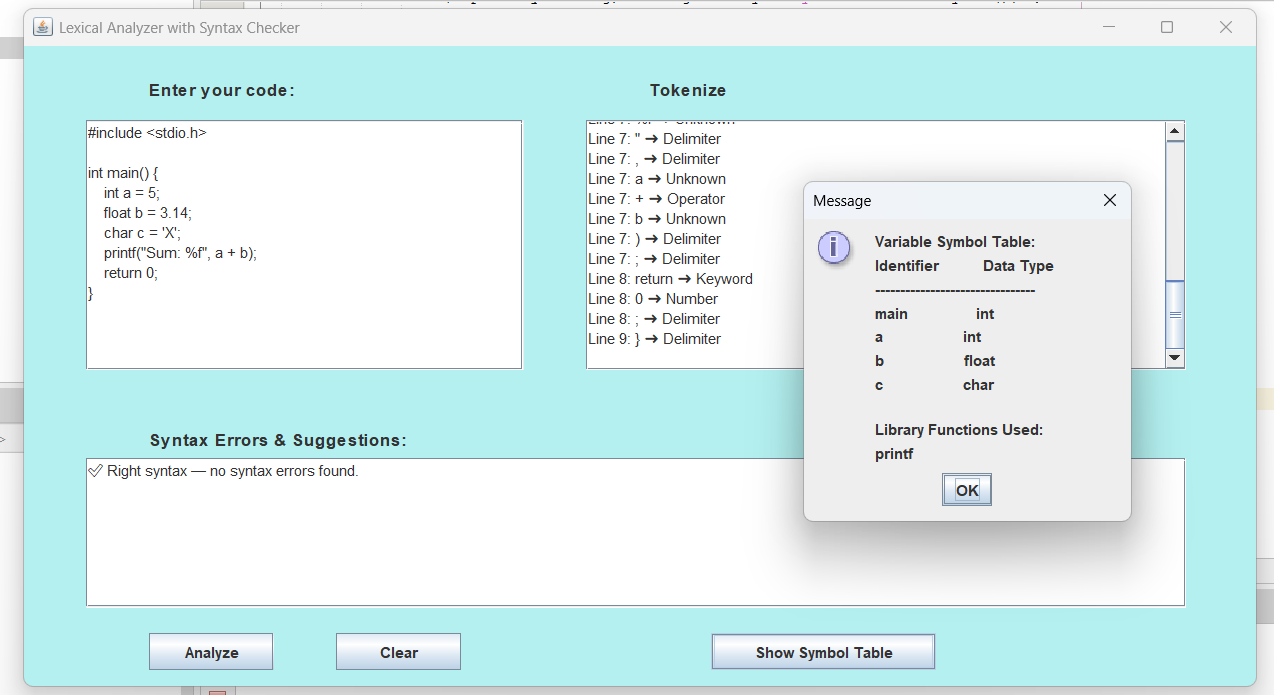 Lexical Analyzer with Syntax Checker
Enter your code:
#include <stdio.h>
int main() {
int a = 5;
float b = 3.14;
char c = 'X';
printf("Sum: %f", a + b);
return 0;
}
Tokenize
Line 7: " ➔ Delimiter
Line 7: , ➔ Delimiter
Line 7: a ➔ Unknown
Line 7: + ➔ Operator
Line 7: b ➔ Unknown
Line 7: ) ➔ Delimiter
Line 7: ; ➔ Delimiter
Line 8: return ➔ Keyword
Line 8: 0 ➔ Number
Line 8: ; ➔ Delimiter
Line 9: } ➔ Delimiter
Message
Variable Symbol Table:
Identifier Data Type
--------------------------------
main int
a int
b float
c char
Library Functions Used:
printf
OK
Syntax Errors & Suggestions:
✅ Right syntax — no syntax errors found.
Analyze
Clear
Show Symbol Table